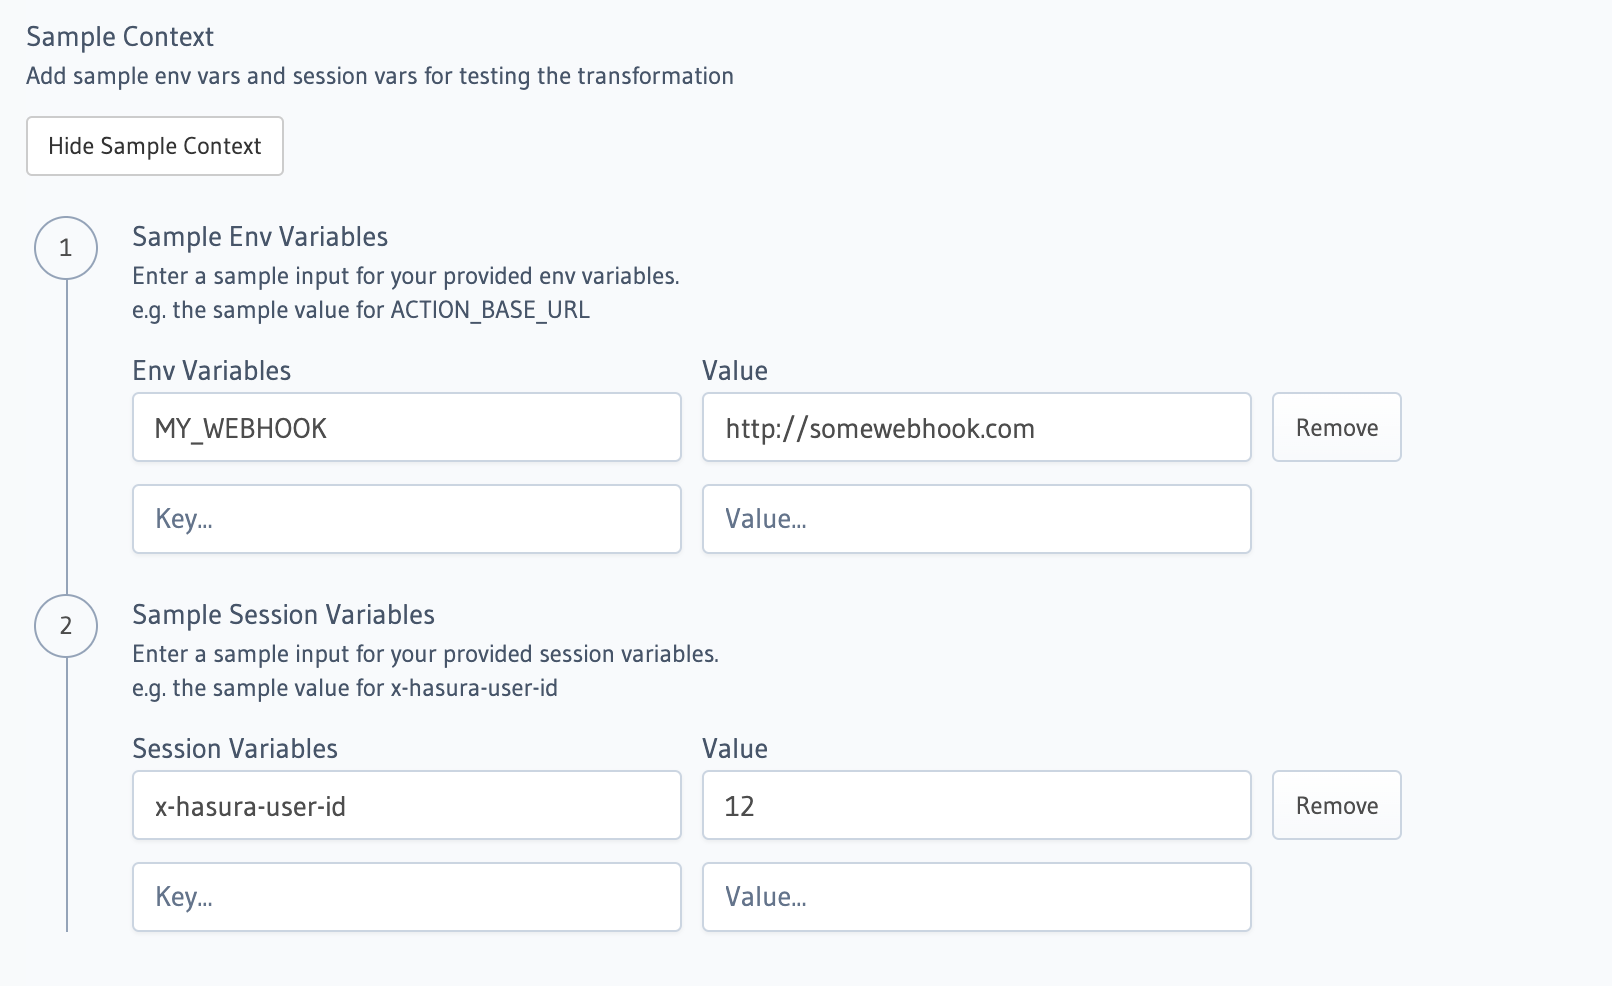 Sample Context
Add sample env vars and session vars for testing the transformation
Hide Sample Context
1
Sample Env Variables
Enter a sample input for your provided env variables.
e.g. the sample value for ACTION_BASE_URL
Env Variables Value
MY_WEBHOOK http://somewebhook.com Remove
Key... Value...
2
Sample Session Variables
Enter a sample input for your provided session variables.
e.g. the sample value for x-hasura-user-id
Session Variables Value
x-hasura-user-id 12 Remove
Key... Value...